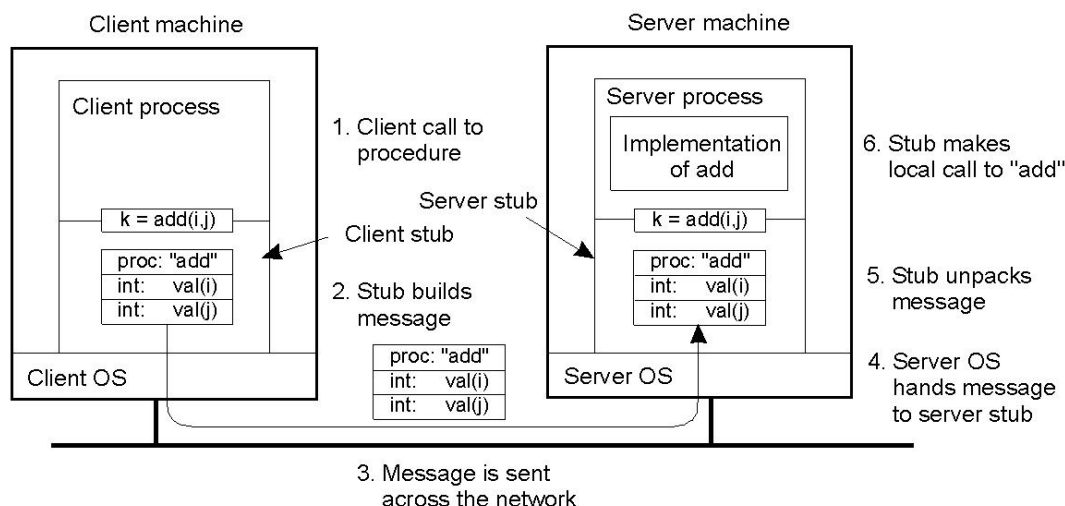 Client machine
Server machine
Client process
1. Client call to
procedure
k = add(i,j)
Client stub
proc: "add"
int: val(i)
int: val(j)
2. Stub builds
message
proc: "add"
int: val(i)
int: val(j)
Client OS
3. Message is sent
across the network
Server process
Implementation
of add
Server stub
k = add(i,j)
proc: "add"
int: val(i)
int: val(j)
Server OS
6. Stub makes
local call to "add"
5. Stub unpacks
message
4. Server OS
hands message
to server stub